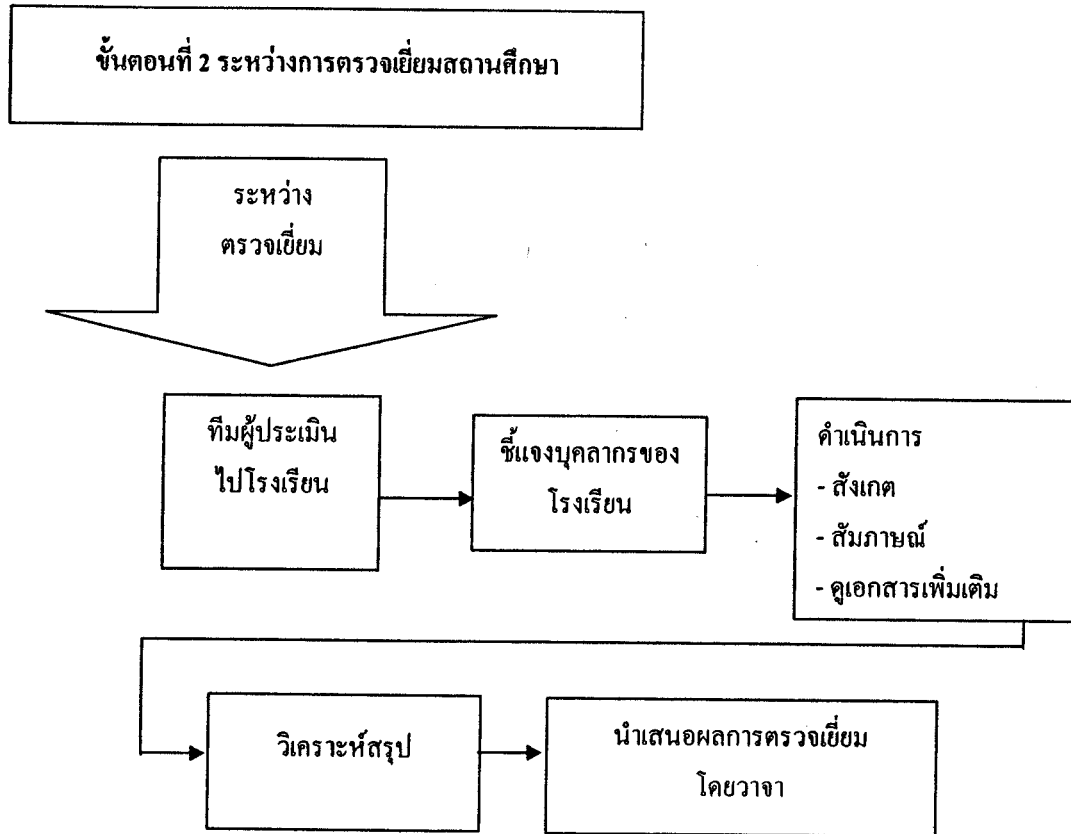 ขั้นตอนที่ 2 ระหว่างการตรวจเยี่ยมสถานศึกษา
ระหว่าง
ตรวจเยี่ยม
ทีมผู้ประเมิน
ไปโรงเรียน
ชี้แจงบุคลากรของ
โรงเรียน
ดำเนินการ
- สังเกต
- สัมภาษณ์
- ดูเอกสารเพิ่มเติม
วิเคราะห์สรุป
นำเสนอผลการตรวจเยี่ยม
โดยวาจา